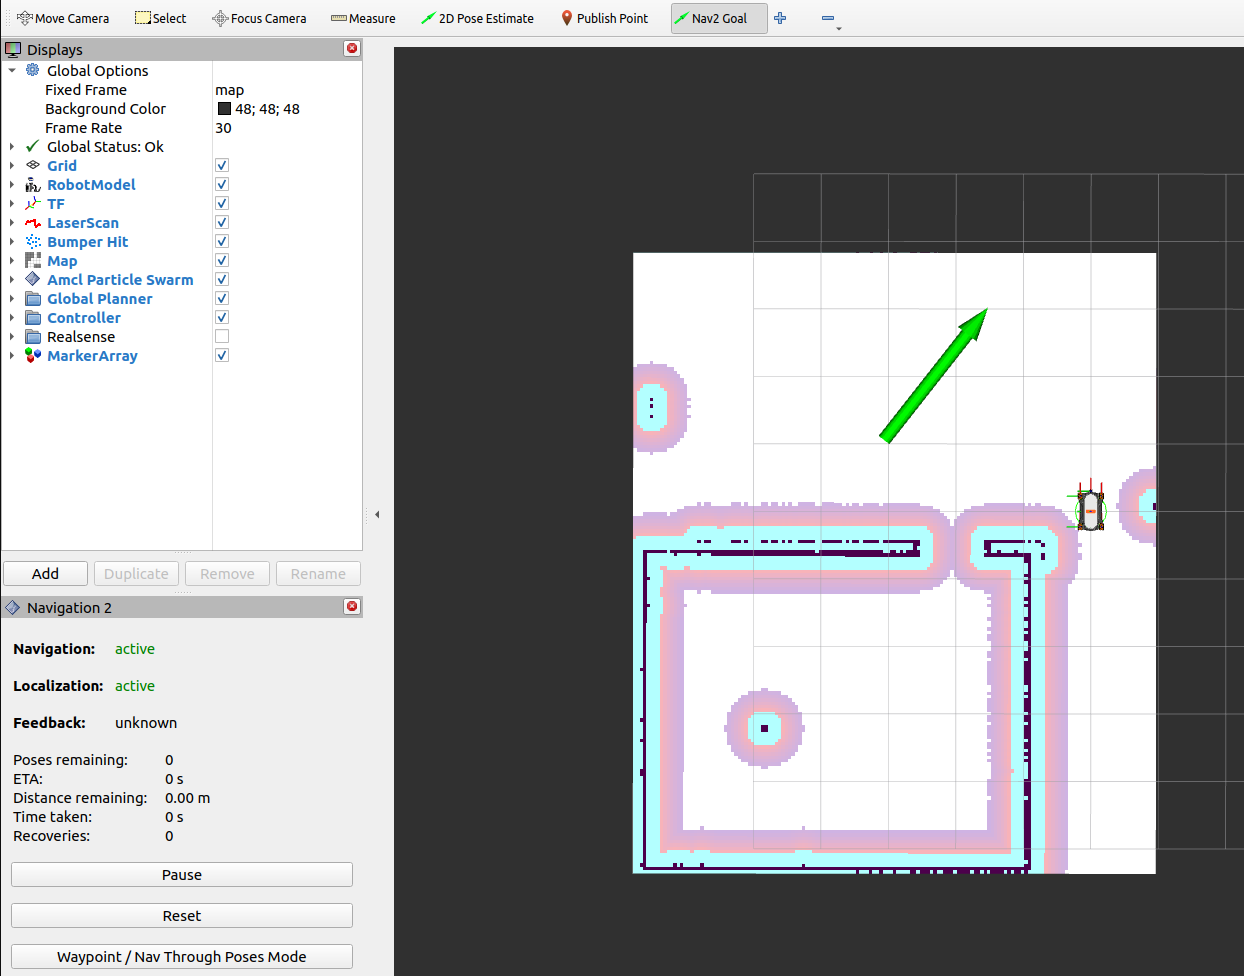 Move Camera Select Focus Camera Measure 2D Pose Estimate Publish Point Nav2 Goal
Displays
Global Options
Fixed Frame map
Background Color 48; 48; 48
Frame Rate 30
Global Status: Ok
Grid
RobotModel
TF
LaserScan
Bumper Hit
Map
Amcl Particle Swarm
Global Planner
Controller
Realsense
MarkerArray
Add Duplicate Remove Rename
Navigation 2
Navigation: active
Localization: active
Feedback: unknown
Poses remaining: 0
ETA: 0 s
Distance remaining: 0.00 m
Time taken: 0 s
Recoveries: 0
Pause
Reset
Waypoint / Nav Through Poses Mode